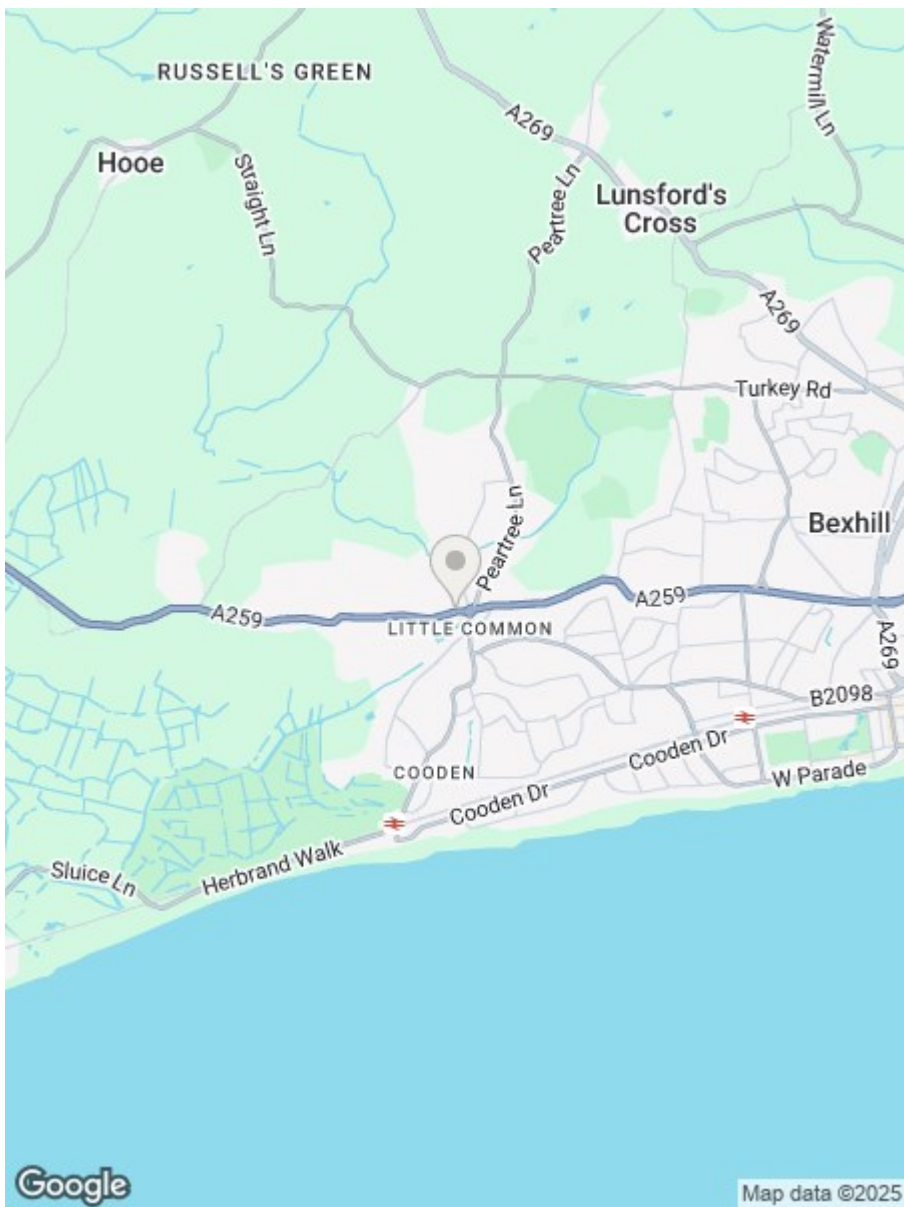 RUSSELL'S GREEN
Hooe
Straight Ln
A269
Peartree Ln
Watermill Ln
Lunsford's
Cross
A269
Turkey Rd
Bexhill
Peartree Ln
A259
A259
LITTLE COMMON
A269
B2098
COODEN
Cooden Dr
Cooden Dr
W Parade
Herbrand Walk
Sluice Ln
Google
Map data ©2025